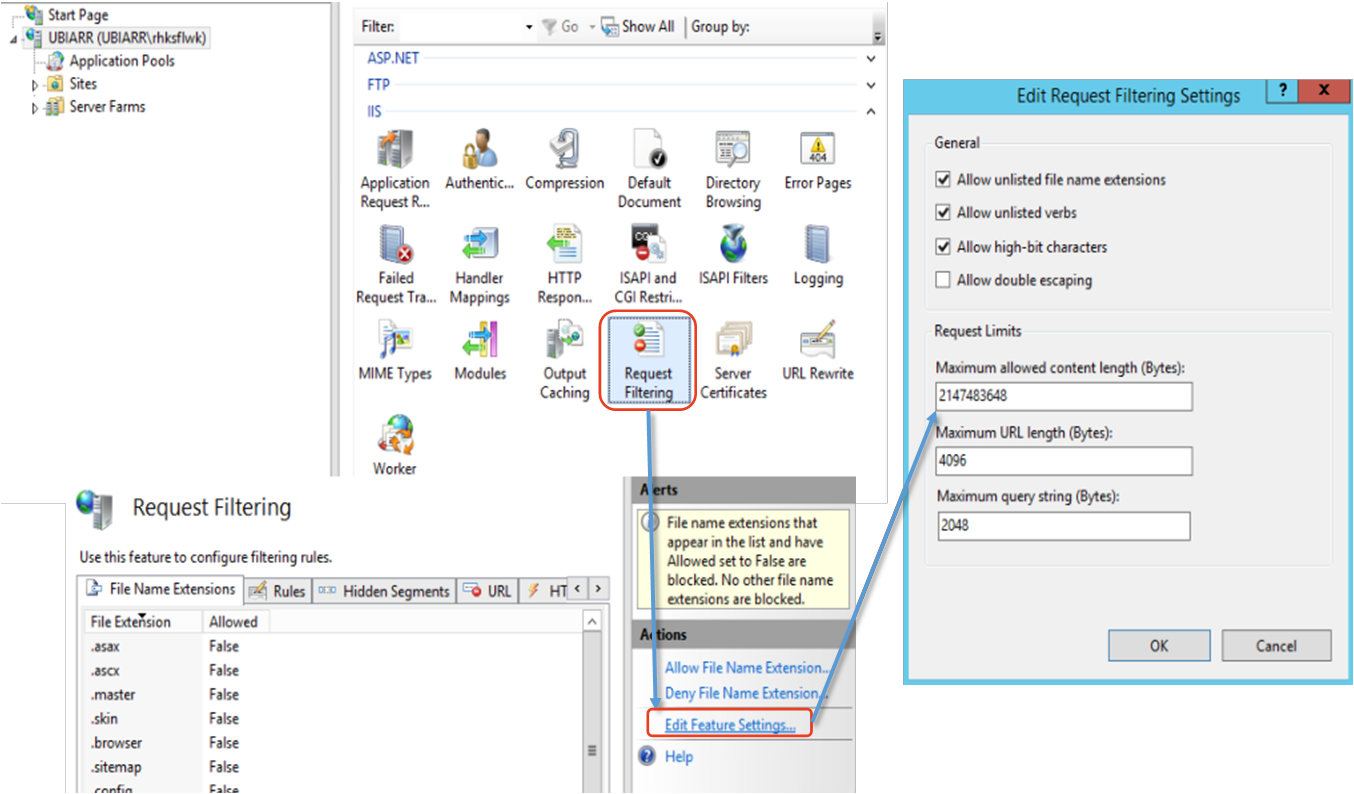 Start Page
UBIARR (UBIARR\rhksflwk)
Application Pools
Sites
Server Farms
Filter:
Go
Show All
Group by:
ASP.NET
FTP
IIS
Application
Request R...
Authentic...
Compression
Default
Document
Directory
Browsing
404
Error Pages
Failed
Request Tra...
Handler
Mappings
HTTP
Respon...
ISAPI and
CGI Restri...
ISAPI Filters
Logging
MIME Types
Modules
Output
Caching
Request
Filtering
Server
Certificates
URL Rewrite
Worker
Request Filtering
Use this feature to configure filtering rules.
File Name Extensions
Rules
Hidden Segments
URL
HT
File Extension
Allowed
.asax
False
.ascx
False
.master
False
.skin
False
.browser
False
.sitemap
False
.config
False
Alerts
File name extensions that
appear in the list and have
Allowed set to False are
blocked. No other file name
extensions are blocked.
Actions
Allow File Name Extension...
Deny File Name Extension...
Edit Feature Settings...
Help
Edit Request Filtering Settings
?
X
General
Allow unlisted file name extensions
Allow unlisted verbs
Allow high-bit characters
Allow double escaping
Request Limits
Maximum allowed content length (Bytes):
2147483648
Maximum URL length (Bytes):
4096
Maximum query string (Bytes):
2048
OK
Cancel